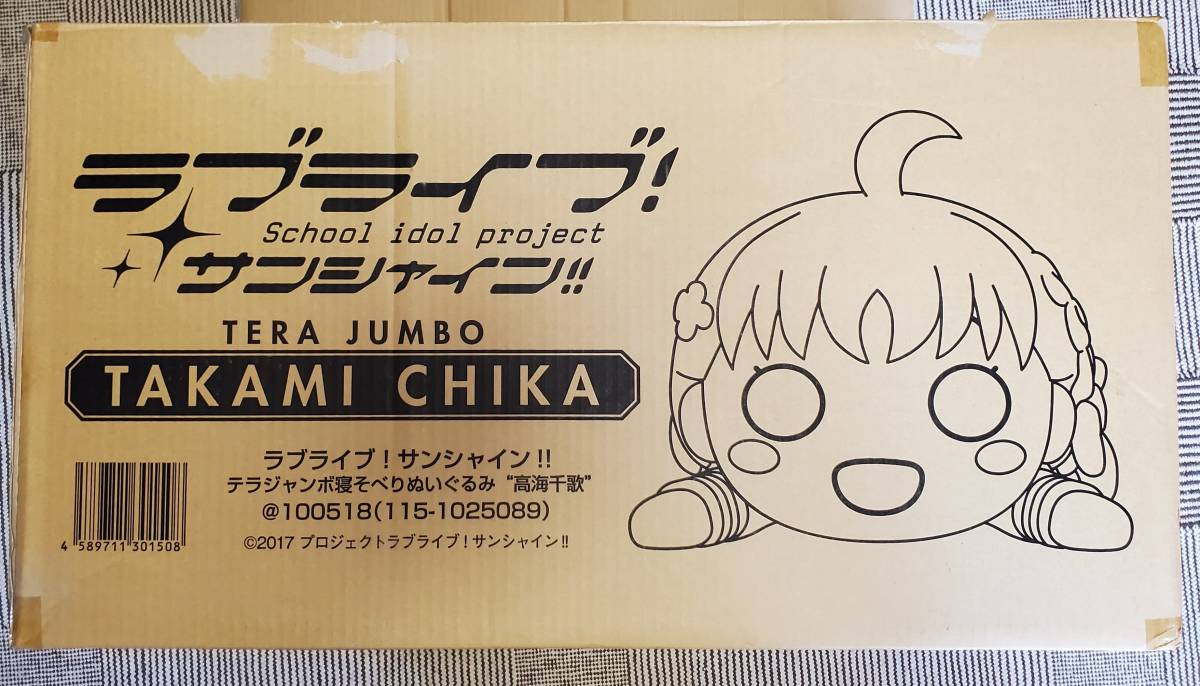 ラブライブ!
School idol project
サンシャイン!!
TERA JUMBO
TAKAMI CHIKA
ラブライブ！サンシャイン!!
テラジャンボ寝そべりぬいぐるみ“高海千歌”
@100518(115-1025089)
©2017 プロジェクトラブライブ！サンシャイン!!
4 589711 301508